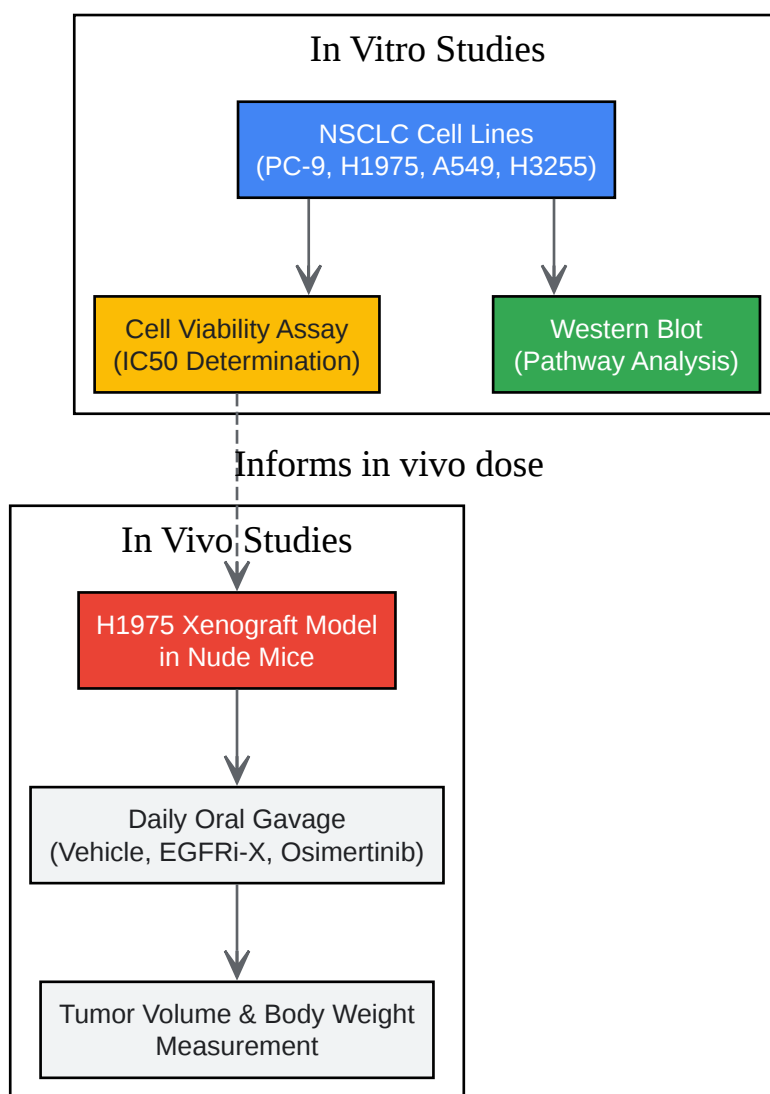 In Vitro Studies
NSCLC Cell Lines
(PC-9, H1975, A549, H3255)
Cell Viability Assay
(IC50 Determination)
Western Blot
(Pathway Analysis)
Informs in vivo dose
In Vivo Studies
H1975 Xenograft Model
in Nude Mice
Daily Oral Gavage
(Vehicle, EGFRi-X, Osimertinib)
Tumor Volume & Body Weight
Measurement